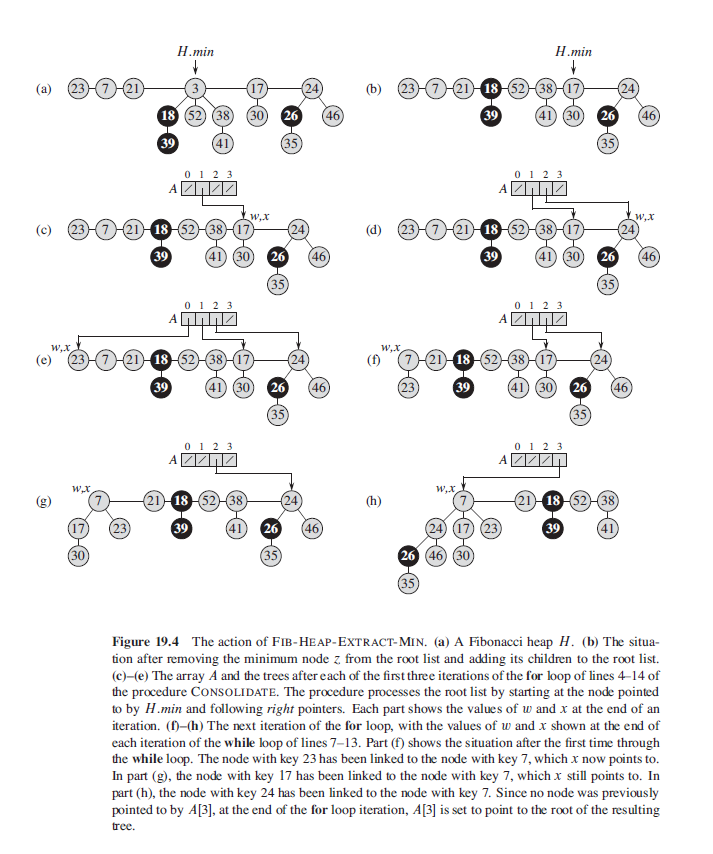 H.min H.min
(a) 23 7 21 3 17 24 (b) 23 7 21 18 52 38 17 24
18 52 38 30 26 46 39 41 30 26 46
39 41 35 35
0 1 2 3 0 1 2 3
A A
w,x w,x
(c) 23 7 21 18 52 38 17 24 (d) 23 7 21 18 52 38 17 24
39 41 30 26 46 39 41 30 26 46
35 35
0 1 2 3 0 1 2 3
A A
w,x w,x
(e) 23 7 21 18 52 38 17 24 (f) 7 21 18 52 38 17 24
39 41 30 26 46 23 39 41 30 26 46
35 35
0 1 2 3 0 1 2 3
A A
w,x w,x
(g) 7 21 18 52 38 24 (h) 7 21 18 52 38
17 23 39 41 26 46 24 17 23 39 41
30 35 26 46 30
35
Figure 19.4 The action of FIB-HEAP-EXTRACT-MIN. (a) A Fibonacci heap H. (b) The situa-
tion after removing the minimum node z from the root list and adding its children to the root list.
(c)–(e) The array A and the trees after each of the first three iterations of the for loop of lines 4–14 of
the procedure CONSOLIDATE. The procedure processes the root list by starting at the node pointed
to by H.min and following right pointers. Each part shows the values of w and x at the end of an
iteration. (f)–(h) The next iteration of the for loop, with the values of w and x shown at the end of
each iteration of the while loop of lines 7–13. Part (f) shows the situation after the first time through
the while loop. The node with key 23 has been linked to the node with key 7, which x now points to.
In part (g), the node with key 17 has been linked to the node with key 7, which x still points to. In
part (h), the node with key 24 has been linked to the node with key 7. Since no node was previously
pointed to by A[3], at the end of the for loop iteration, A[3] is set to point to the root of the resulting
tree.